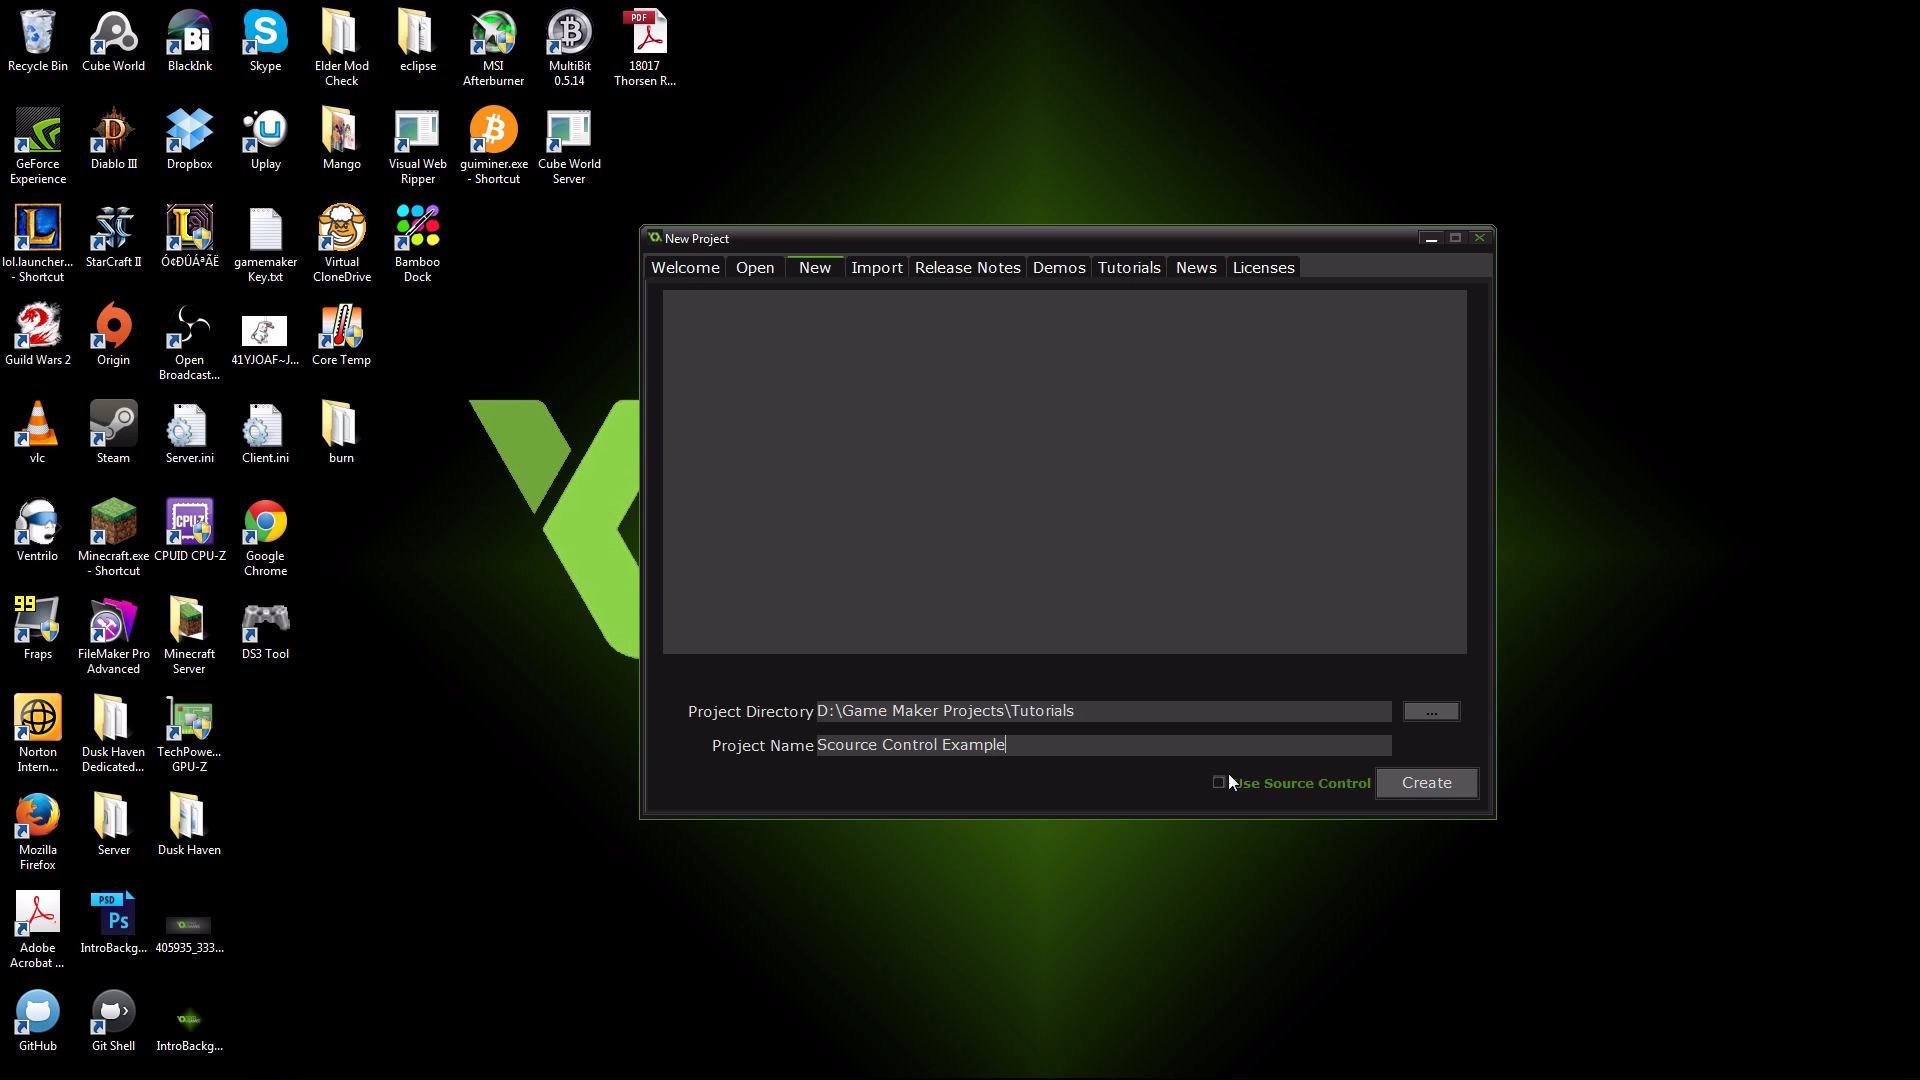 Recycle Bin
Cube World
BlackInk
Skype
Elder Mod
Check
eclipse
MSI
Afterburner
MultiBit
0.5.14
PDF
18017
Thorsen R...
GeForce
Experience
Diablo III
Dropbox
Uplay
Mango
Visual Web
Ripper
guiminer.exe
- Shortcut
Cube World
Server
lol.launcher...
- Shortcut
StarCraft II
Ó¢ÐÛÁªÃË
gamemaker
Key.txt
Virtual
CloneDrive
Bamboo
Dock
Guild Wars 2
Origin
Open
Broadcast...
41YJOAF~J...
Core Temp
vlc
Steam
Server.ini
Client.ini
burn
Ventrilo
Minecraft.exe
- Shortcut
CPUID CPU-Z
Google
Chrome
99
Fraps
FileMaker Pro
Advanced
Minecraft
Server
DS3 Tool
Norton
Intern...
Dusk Haven
Dedicated...
TechPowe...
GPU-Z
Mozilla
Firefox
Server
Dusk Haven
Adobe
Acrobat ...
PSD
Ps
IntroBackg...
405935_333...
GitHub
Git Shell
IntroBackg...
New Project
Welcome
Open
New
Import
Release Notes
Demos
Tutorials
News
Licenses
Project Directory
D:\Game Maker Projects\Tutorials
...
Project Name
Scource Control Example
Use Source Control
Create